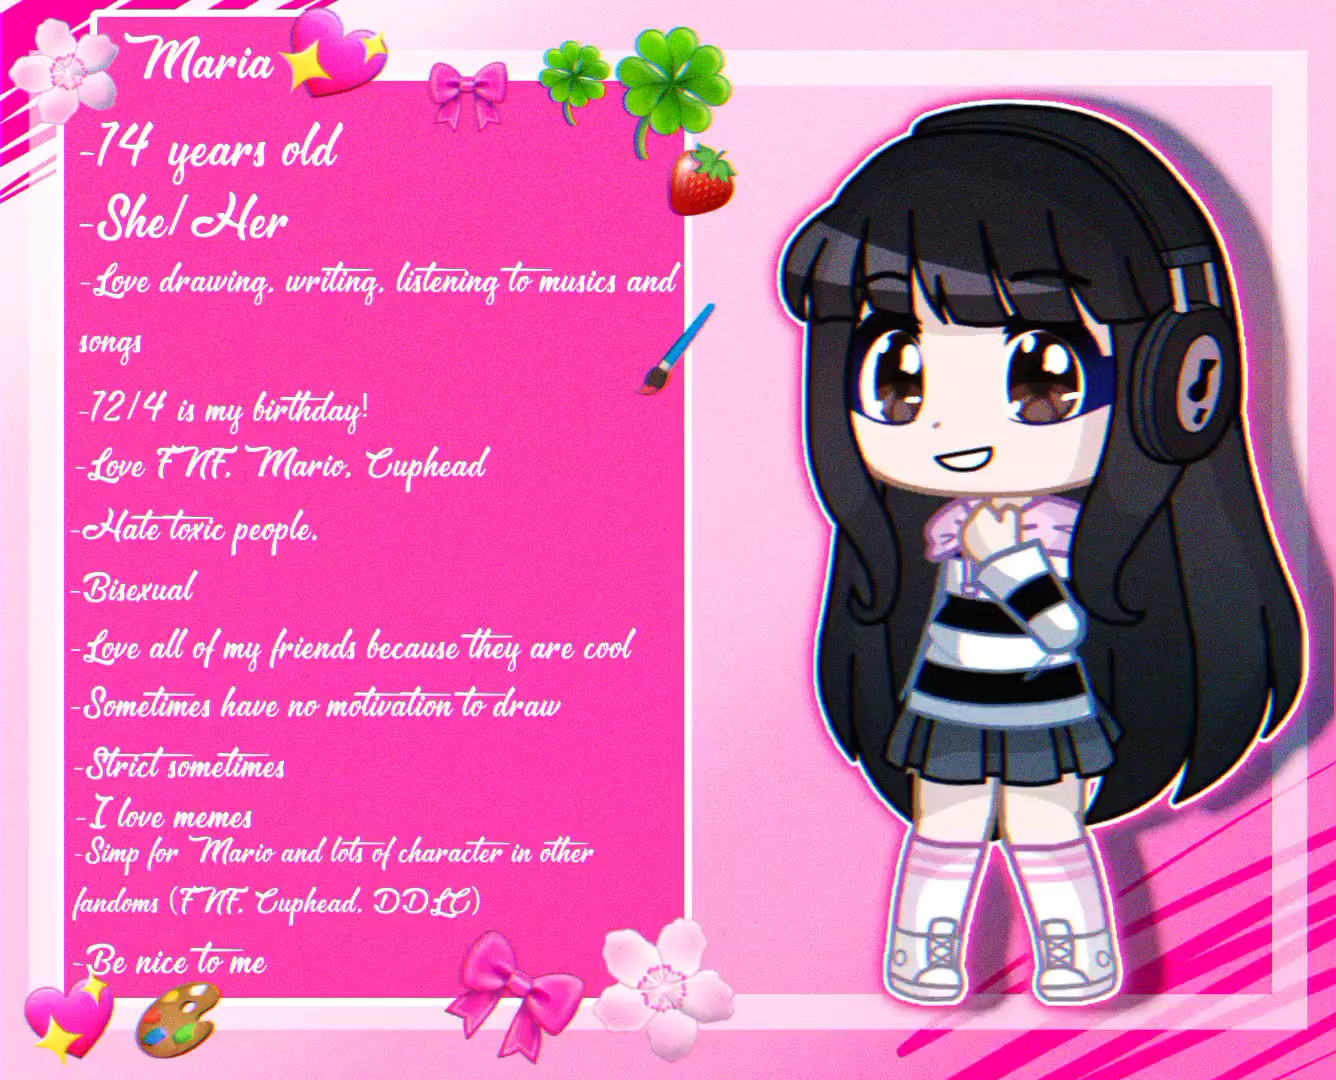 Maria
-14 years old
-She/Her
-Love drawing, writing, listening to musics and
songs
-12/4 is my birthday!
-Love FNF, Mario, Cuphead
-Hate toxic people.
-Bisexual
-Love all of my friends because they are cool
-Sometimes have no motivation to draw
-Strict sometimes
-I love memes
-Simp for Mario and lots of character in other
fandoms (FNF, Cuphead, DDLC)
-Be nice to me